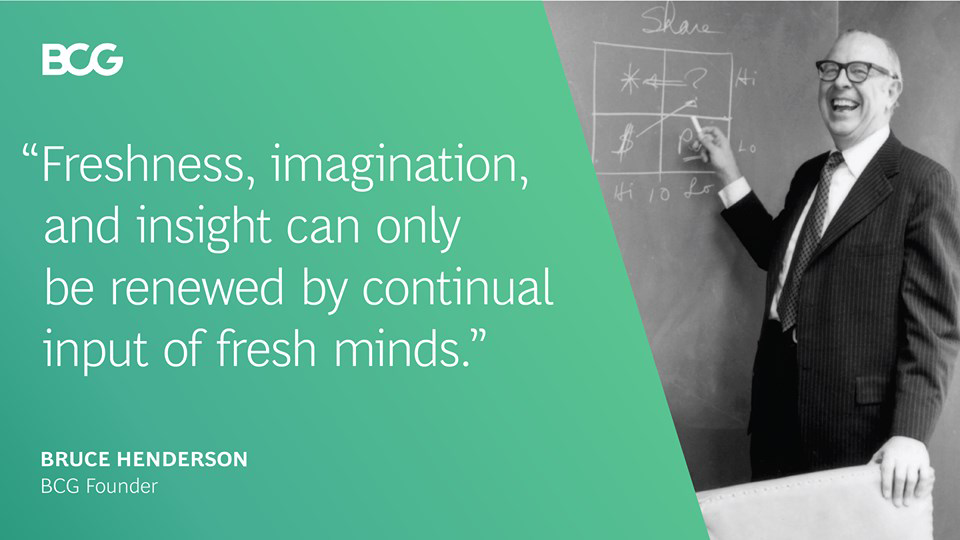 BCG
“Freshness, imagination,
and insight can only
be renewed by continual
input of fresh minds.”
BRUCE HENDERSON
BCG Founder
Share
* ?
Hi
$
Lo
Hi 10 Lo